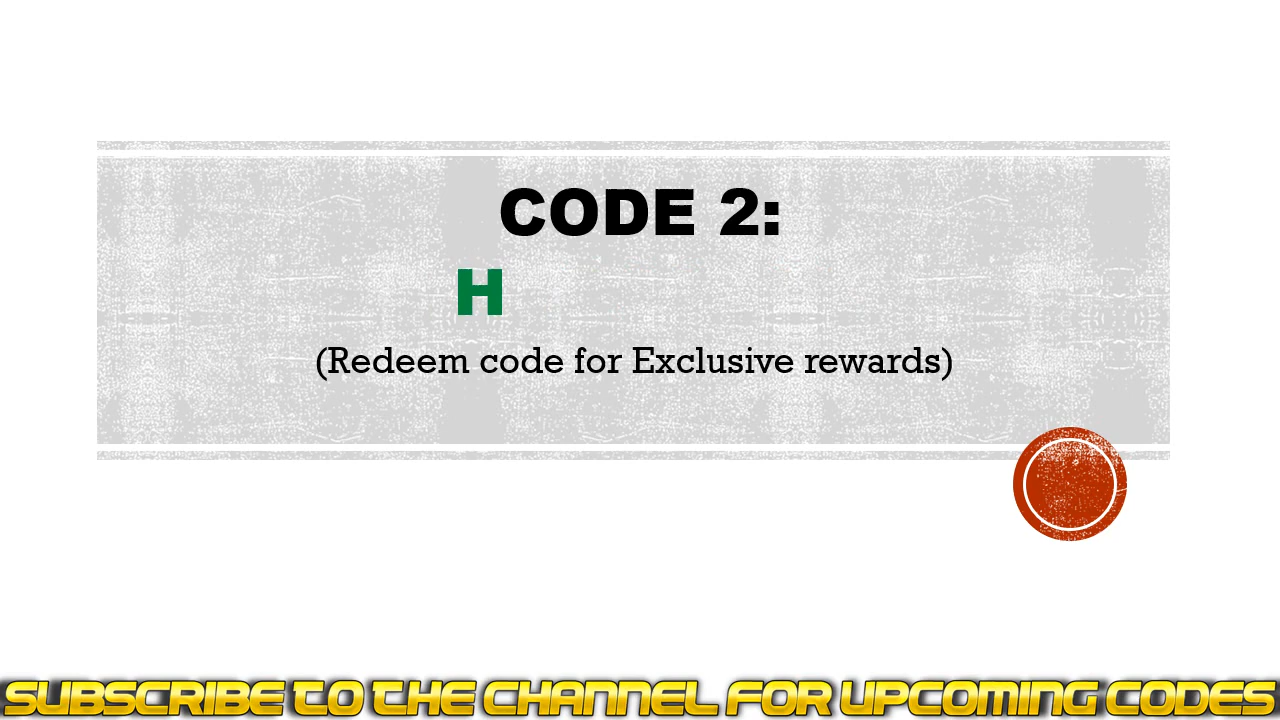 CODE 2:
H
(Redeem code for Exclusive rewards)
SUBSCRIBE TO THE CHANNEL FOR UPCOMING CODES